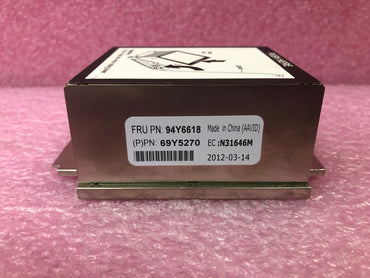 FRU PN: 94Y6618 Made in China (AAVID)
(P)PN: 69Y5270 EC :N31646M
2012-03-14